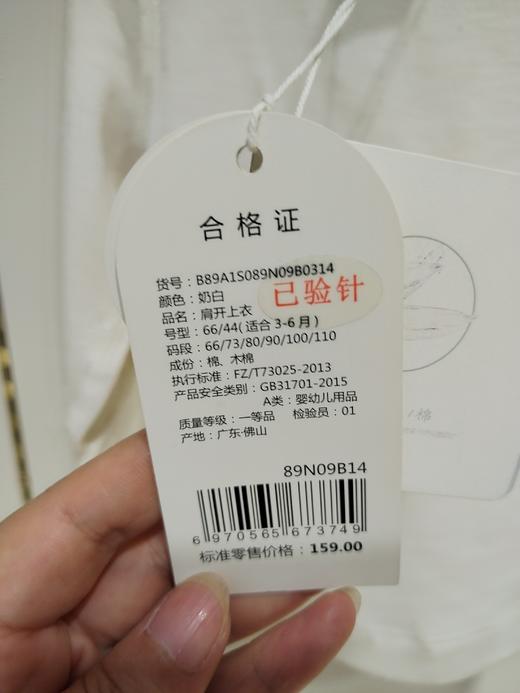 合格证
货号：B89A1S089N09B0314
颜色：奶白
已验针
品名：肩开上衣
号型：66/44(适合3-6月)
码段：66/73/80/90/100/110
成份：棉、木棉
执行标准：FZ/T73025-2013
产品安全类别：GB31701-2015
A类：婴幼儿用品
质量等级：一等品 检验员：01
产地：广东·佛山
89N09B14
6 970565 673749
标准零售价格：159.00
棉